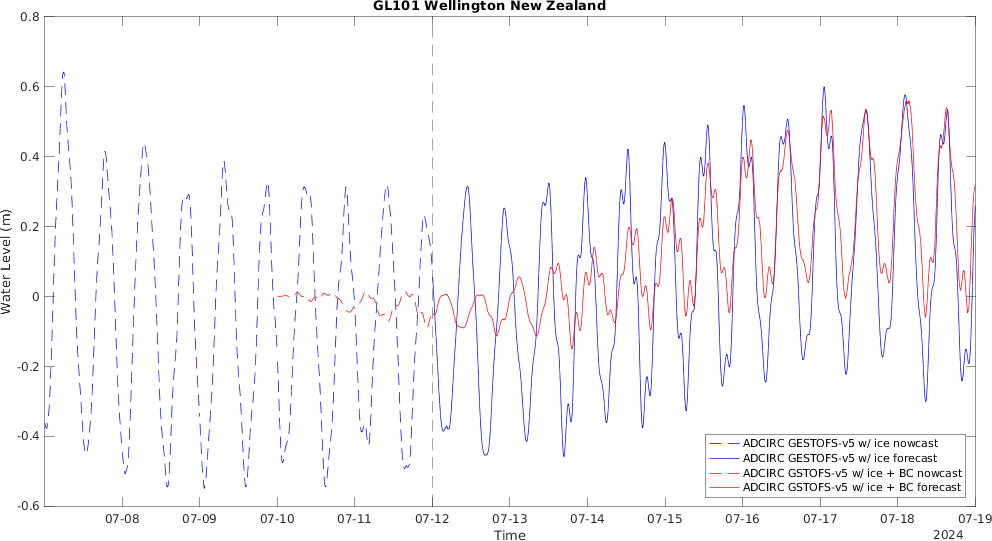 GL101 Wellington New Zealand
Water Level (m)
0.8
0.6
0.4
0.2
0
-0.2
-0.4
-0.6
ADCIRC GESTOFS-v5 w/ ice nowcast
ADCIRC GESTOFS-v5 w/ ice forecast
ADCIRC GSTOFS-v5 w/ ice + BC nowcast
ADCIRC GSTOFS-v5 w/ ice + BC forecast
07-08 07-09 07-10 07-11 07-12 07-13 07-14 07-15 07-16 07-17 07-18 07-19
Time
2024